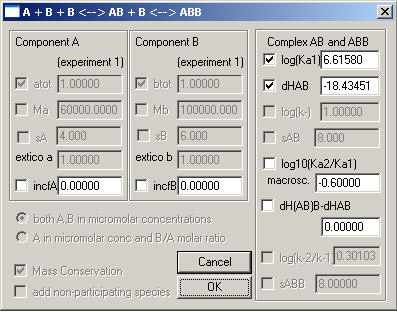 A + B + B <--> AB + B <--> ABB
Component A
(experiment 1)
atot 1.00000
Ma 60000.0000
sA 4.000
extico a 1.00000
incfA 0.00000
Component B
(experiment 1)
btot 1.00000
Mb 100000.000
sB 6.000
extico b 1.00000
incfB 0.00000
both A,B in micromolar concentrations
A in micromolar conc and B/A molar ratio
Mass Conservation
add non-participating species
Cancel
OK
Complex AB and ABB
log(Ka1) 6.61580
dHAB -18.43451
log(k-) 1.00000
sAB 8.000
log10(Ka2/Ka1)
macrosc. -0.60000
dH(AB)B-dHAB
0.00000
log(k-2/k-1 0.30103
sABB 8.00000